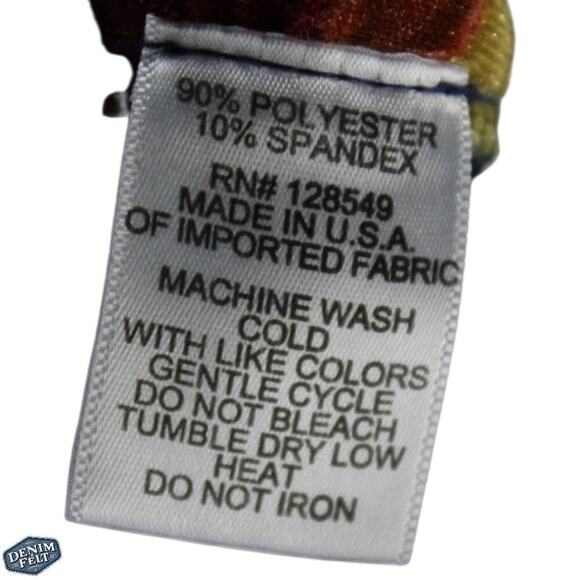 90% POLYESTER
10% SPANDEX
RN# 128549
MADE IN U.S.A.
OF IMPORTED FABRIC
MACHINE WASH
COLD
WITH LIKE COLORS
GENTLE CYCLE
DO NOT BLEACH
TUMBLE DRY LOW
HEAT
DO NOT IRON
DENIM
FELT